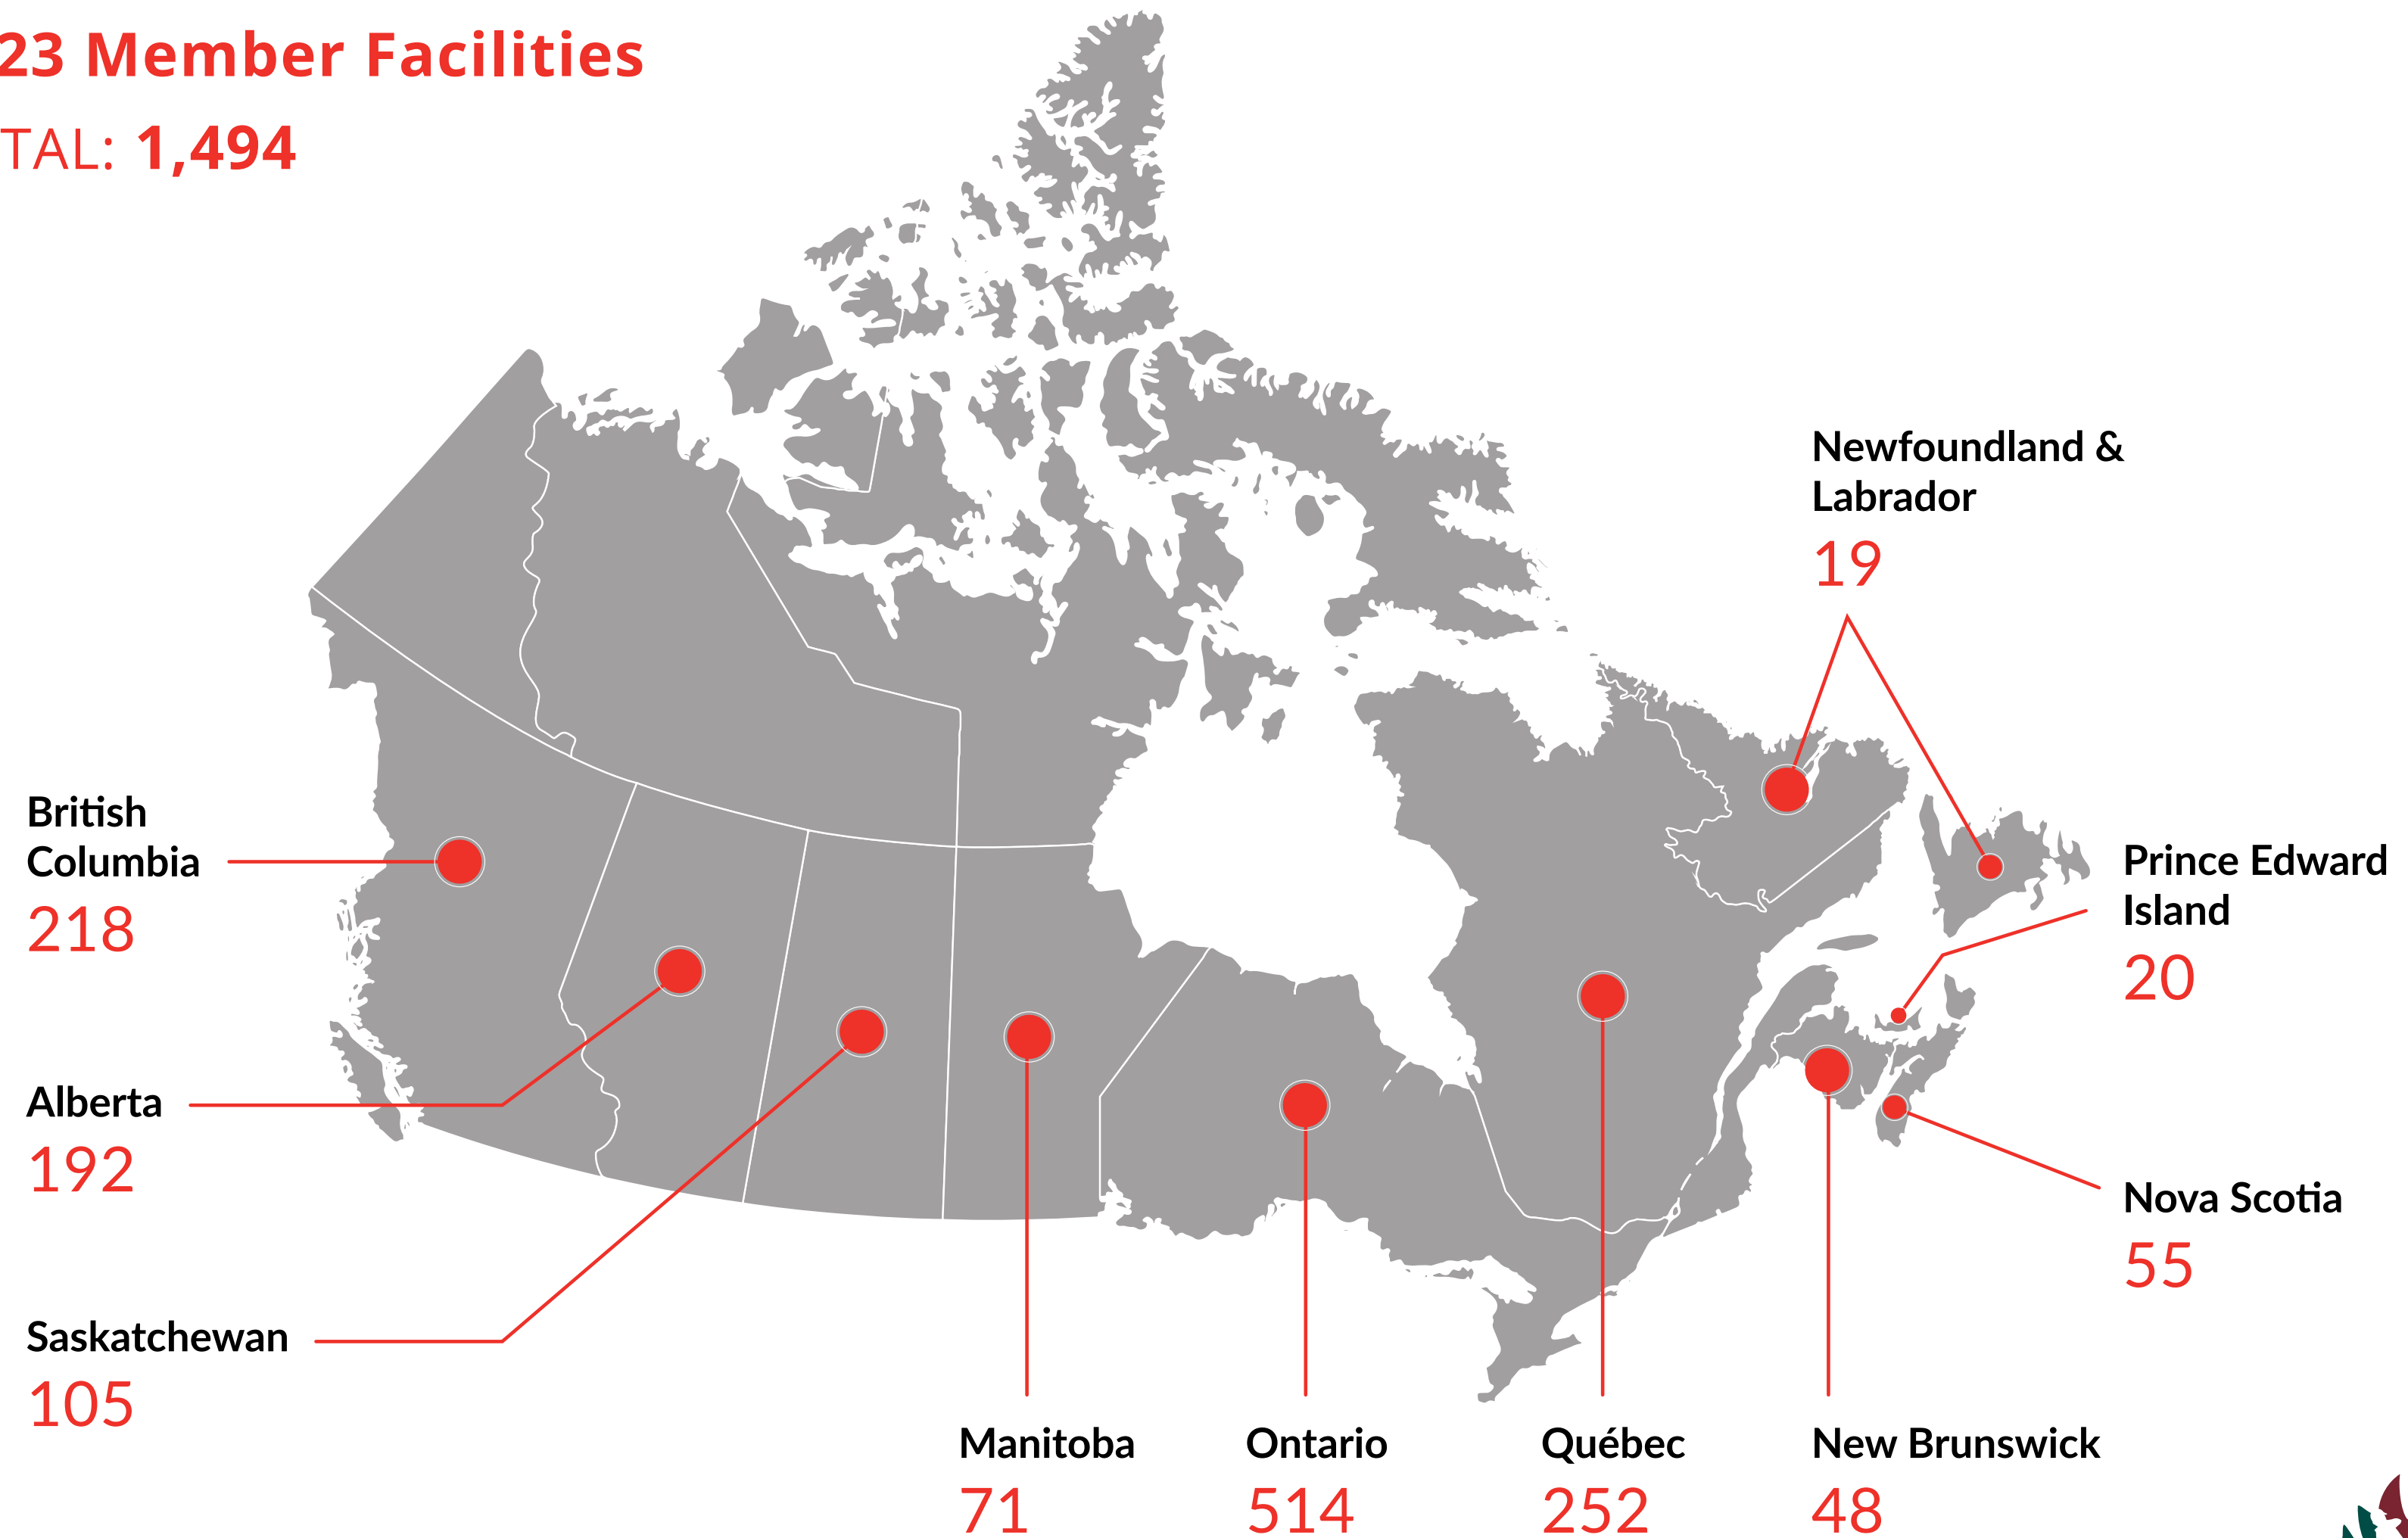 23 Member Facilities
TAL: 1,494
Newfoundland &
Labrador
19
British
Columbia
218
Prince Edward
Island
20
Alberta
192
Nova Scotia
55
Saskatchewan
105
Manitoba
71
Ontario
514
Québec
252
New Brunswick
48